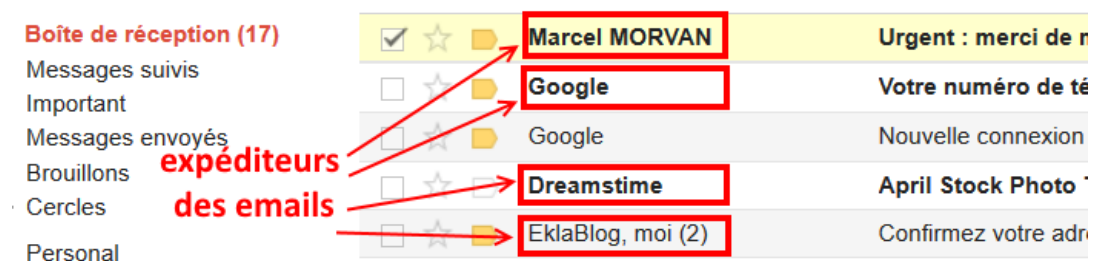 Boîte de réception (17)
Messages suivis
Important
Messages envoyés
Brouillons
Cercles
Personal
expéditeurs
des emails
Marcel MORVAN Urgent : merci de
Google Votre numéro de té
Google Nouvelle connexion
Dreamstime April Stock Photo
EklaBlog, moi (2) Confirmez votre adre